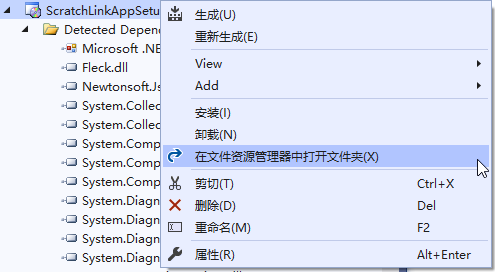 ScratchLinkAppSetu
Detected Depend
Microsoft .NE
Fleck.dll
Newtonsoft.Js
System.Collec
System.Collec
System.Comp
System.Comp
System.Comp
System.Diagn
System.Diagn
System.Diagn
System.Diagn
生成(U)
重新生成(E)
View
Add
安装(I)
卸载(N)
在文件资源管理器中打开文件夹(X)
剪切(T) Ctrl+X
删除(D) Del
重命名(M) F2
属性(R) Alt+Enter